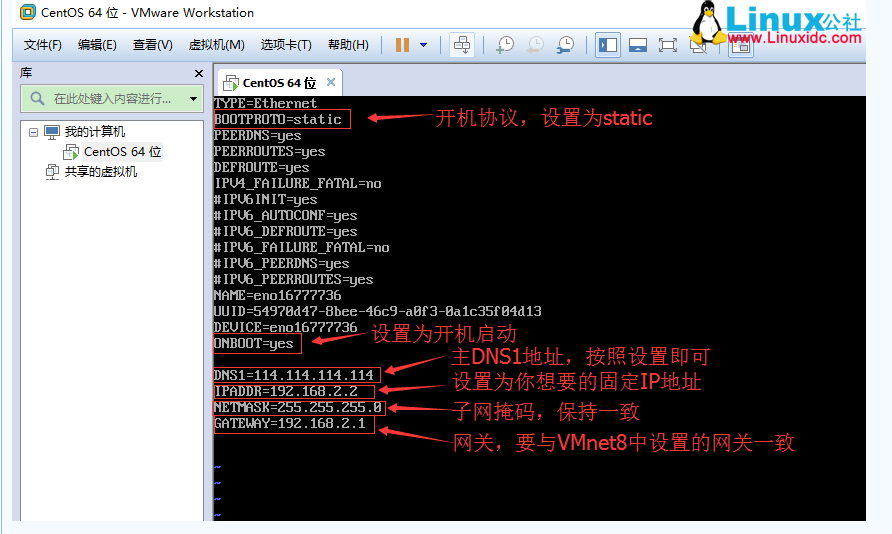 CentOS 64 位 - VMware Workstation
Linux公社
www.Linuxidc.com
文件(F) 编辑(E) 查看(V) 虚拟机(M) 选项卡(T) 帮助(H)
库
在此处键入内容进行...
我的计算机
CentOS 64 位
共享的虚拟机
CentOS 64 位
TYPE=Ethernet
BOOTPROTO=static 开机协议，设置为static
PEERDNS=yes
PEERROUTES=yes
DEFROUTE=yes
IPV4_FAILURE_FATAL=no
#IPV6INIT=yes
#IPV6_AUTOCONF=yes
#IPV6_DEFROUTE=yes
#IPV6_FAILURE_FATAL=no
#IPV6_PEERDNS=yes
#IPV6_PEERROUTES=yes
NAME=eno16777736
UUID=54970d47-8bee-46c9-a0f3-0a1c35f04d13
DEVICE=eno16777736
ONBOOT=yes 设置为开机启动
DNS1=114.114.114.114 主DNS1地址，按照设置即可
IPADDR=192.168.2.2 设置为你想要的固定IP地址
NETMASK=255.255.255.0 子网掩码，保持一致
GATEWAY=192.168.2.1 网关，要与VMnet8中设置的网关一致
~
~
~
~